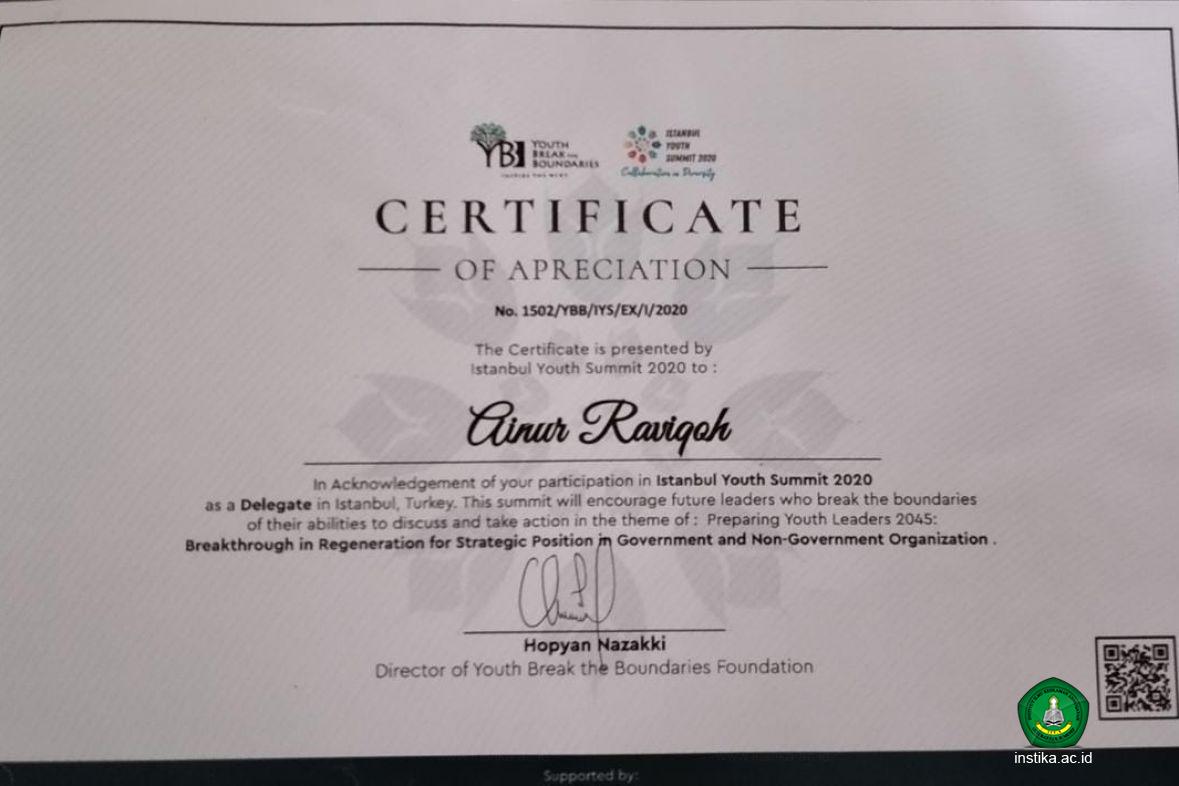 YBB YOUTH
BREAK THE
BOUNDARIES
ISTANBUL
YOUTH
SUMMIT 2020
Collaboration in Diversity
CERTIFICATE
OF APRECIATION
No. 1502/YBB/IYS/EX/I/2020
The Certificate is presented by
Istanbul Youth Summit 2020 to :
Ainur Raviqoh
In Acknowledgement of your participation in Istanbul Youth Summit 2020
as a Delegate in Istanbul, Turkey. This summit will encourage future leaders who break the boundaries
of their abilities to discuss and take action in the theme of : Preparing Youth Leaders 2045:
Breakthrough in Regeneration for Strategic Position in Government and Non-Government Organization .
Hopyan Nazakki
Director of Youth Break the Boundaries Foundation
instika.ac.id
Supported by: